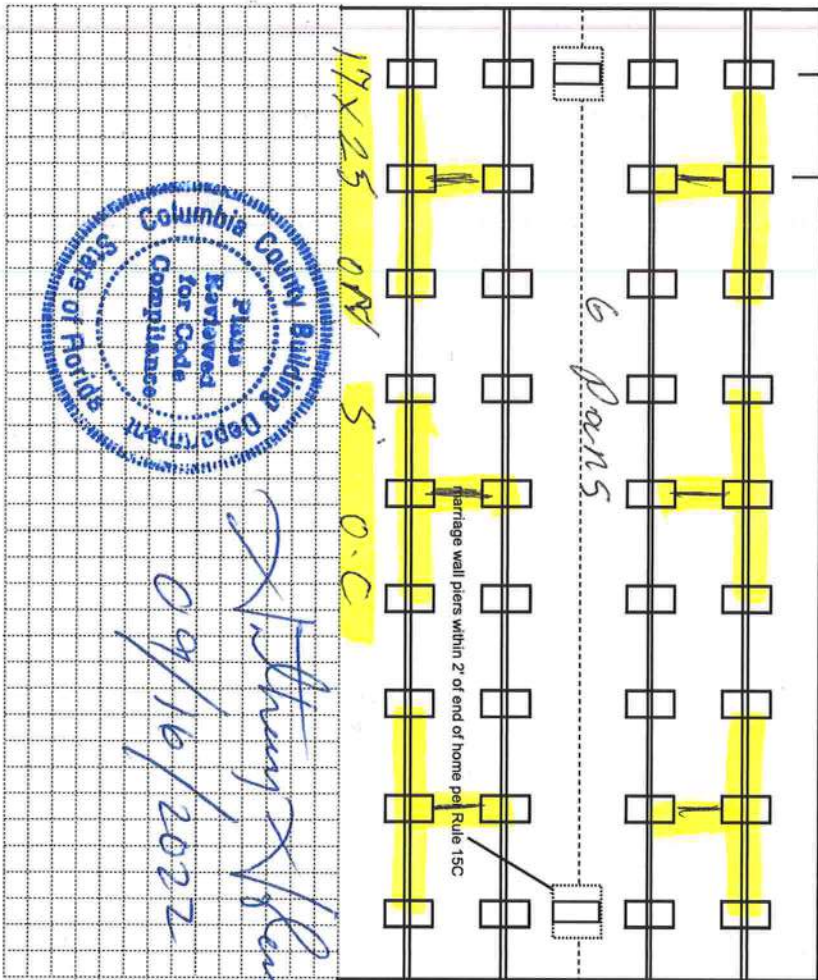 6 Pans
marriage wall piers within 2' of end of home per Rule 15C
17x25 ON 5' O.C
Columbia County Building Department
Plans
Reviewed
for Code
Compliance
State of Florida
09/16/2022